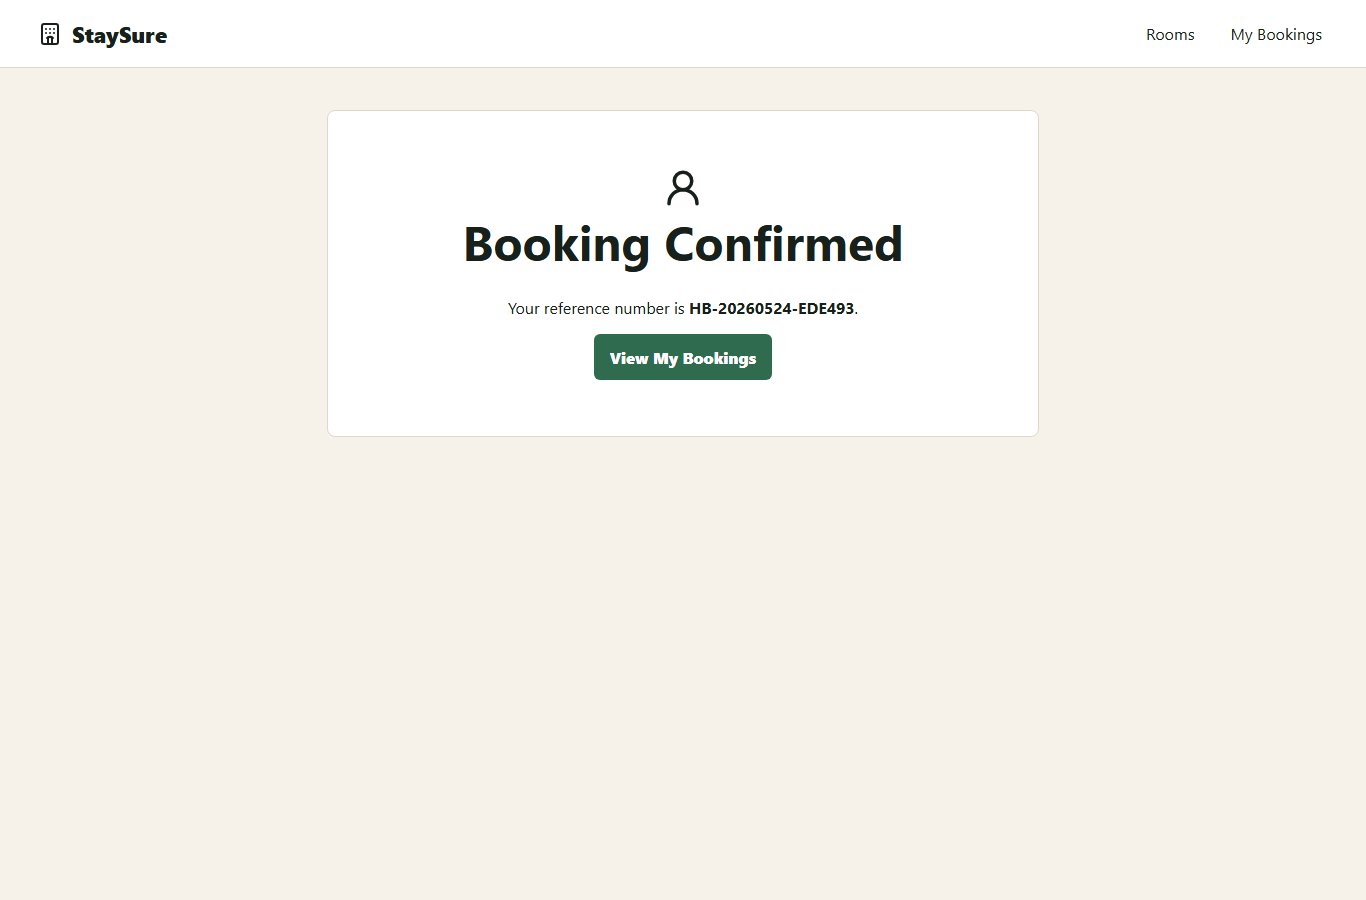 StaySure
Rooms
My Bookings
Booking Confirmed
Your reference number is HB-20260524-EDE493.
View My Bookings